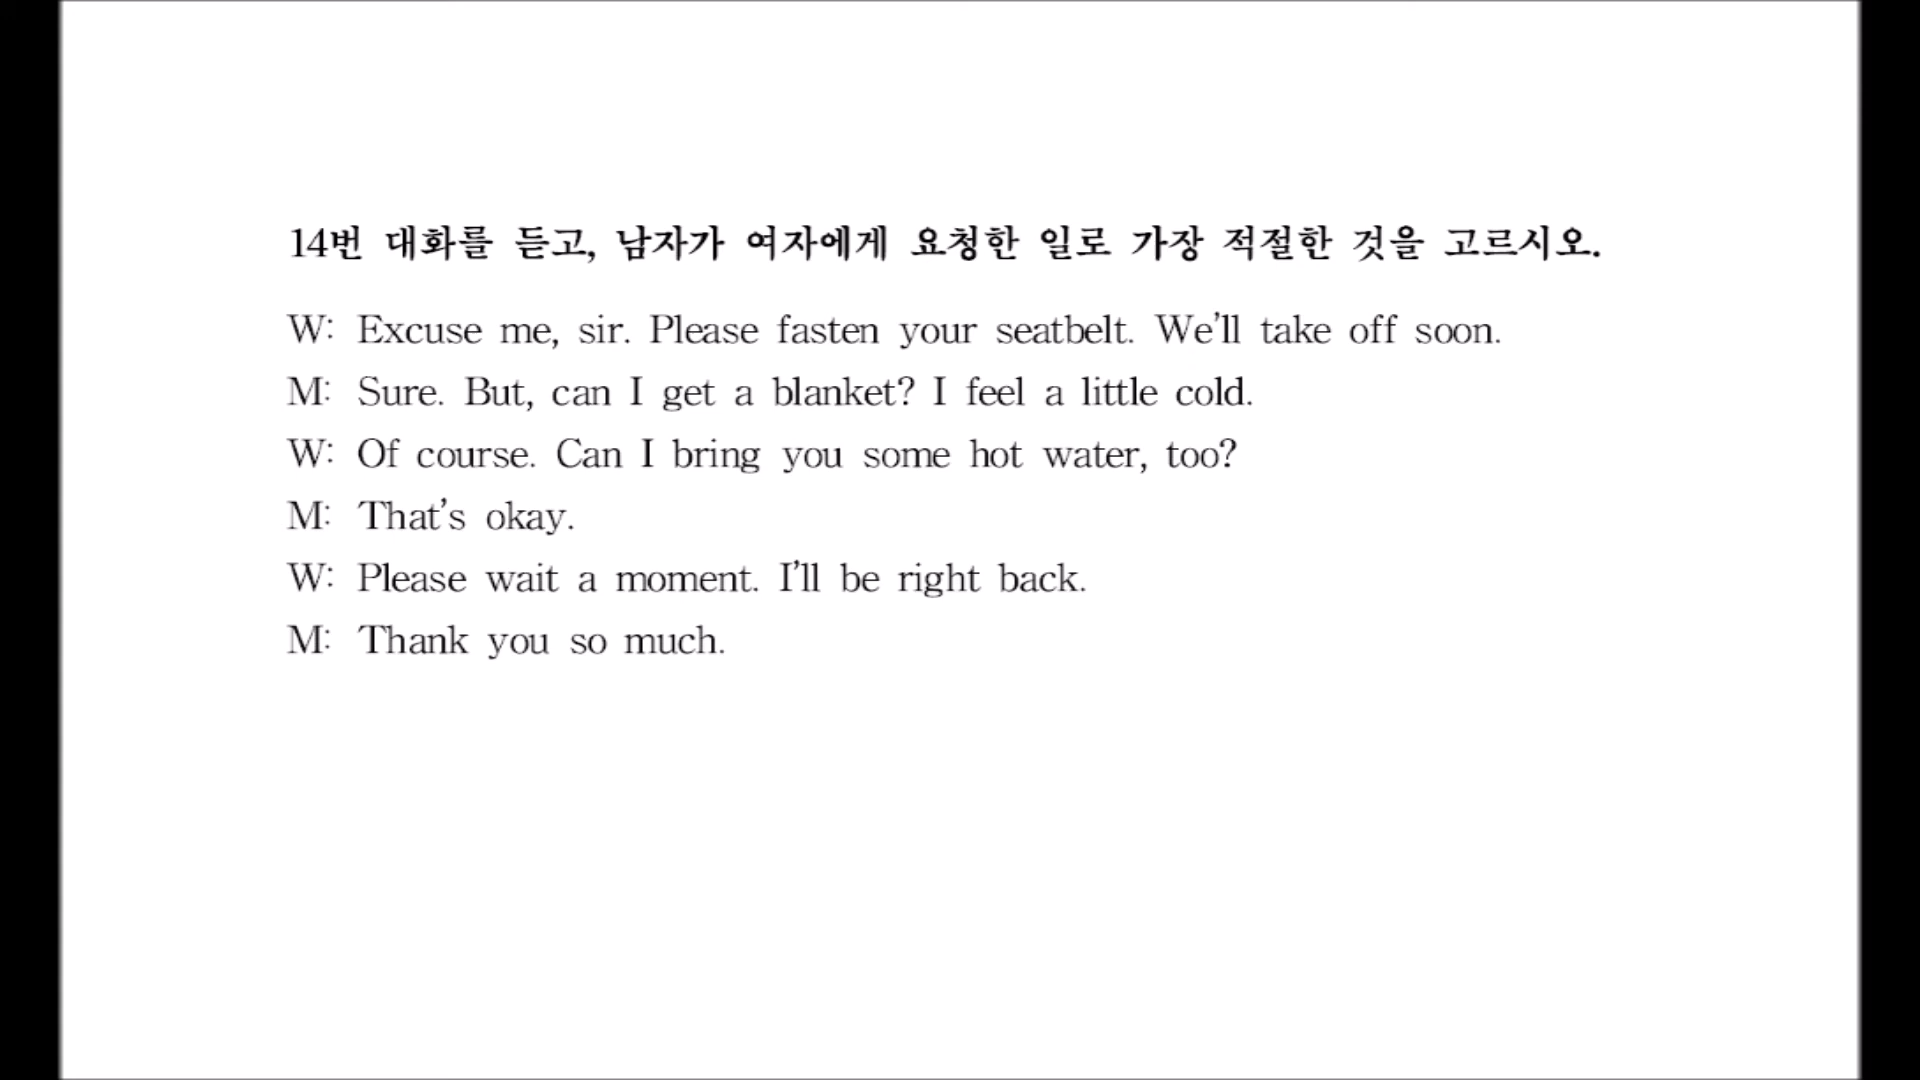 14번 대화를 듣고, 남자가 여자에게 요청한 일로 가장 적절한 것을 고르시오.
W: Excuse me, sir. Please fasten your seatbelt. We’ll take off soon.
M: Sure. But, can I get a blanket? I feel a little cold.
W: Of course. Can I bring you some hot water, too?
M: That’s okay.
W: Please wait a moment. I’ll be right back.
M: Thank you so much.